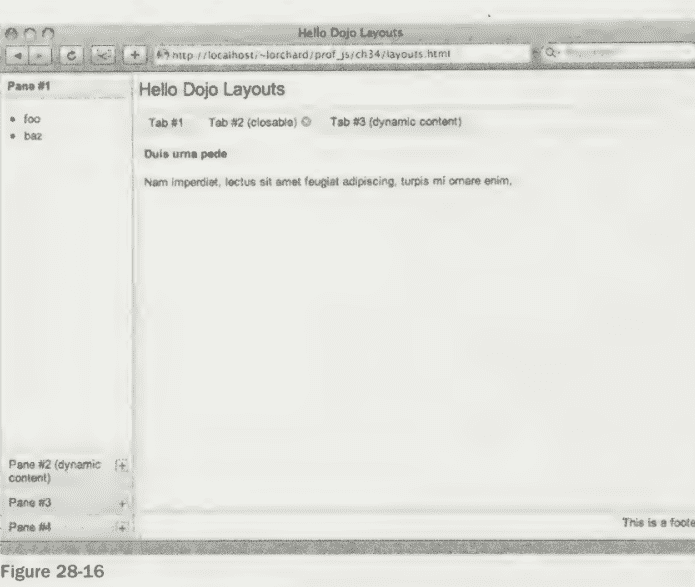 Hello Dojo Layouts
http://localhost/~lorchard/prof_js/ch34/layouts.html
Pane #1
foo
baz
Hello Dojo Layouts
Tab #1 Tab #2 (closable) Tab #3 (dynamic content)
Duis urna pede
Nam imperdiet, lectus sit amet feugiat adipiscing, turpis mi ornare enim,
Pane #2 (dynamic
content)
Pane #3
Pane #4
This is a foote
Figure 28-16